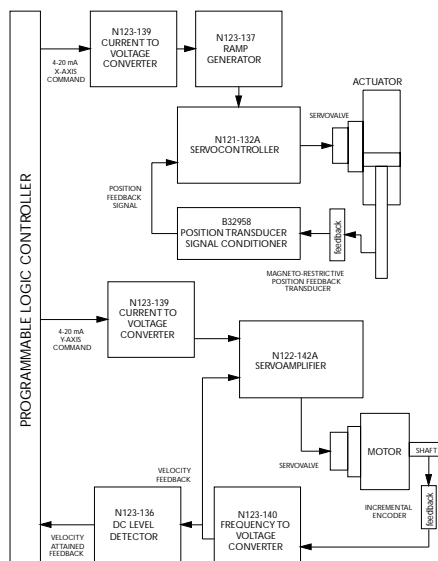 N123-139
CURRENT TO
VOLTAGE
CONVERTER
N123-137
RAMP
GENERATOR
4-20 mA
X-AXIS
COMMAND
ACTUATOR
SERVOVALVE
N121-132A
SERVOCONTROLLER
POSITION
FEEDBACK
SIGNAL
B32958
POSITION TRANSDUCER
SIGNAL CONDITIONER
feedback
MAGNETO-RESTRICTIVE
POSITION FEEDBACK
TRANSDUCER
PROGRAMMABLE LOGIC CONTROLLER
N123-139
CURRENT TO
VOLTAGE
CONVERTER
4-20 mA
Y-AXIS
COMMAND
N122-142A
SERVOAMPLIFIER
SERVOVALVE
MOTOR
SHAFT
VELOCITY
FEEDBACK
INCREMENTAL
ENCODER
feedback
N123-136
DC LEVEL
DETECTOR
N123-140
FREQUENCY TO
VOLTAGE
CONVERTER
VELOCITY
ATTAINED
FEEDBACK